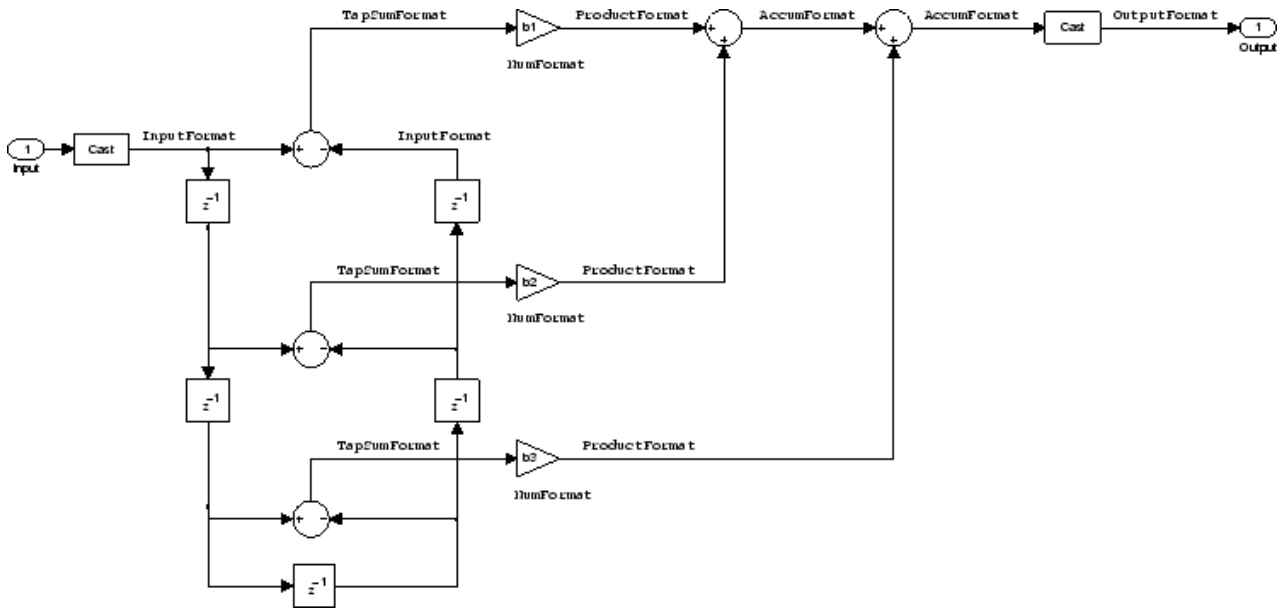 TapSumFormat
b1
ProductFormat
+
+
AccumFormat
+
+
AccumFormat
Cast
OutputFormat
1
Output
NumFormat
1
Input
Cast
InputFormat
+
−
InputFormat
z⁻¹
z⁻¹
TapSumFormat
b2
ProductFormat
NumFormat
+
−
z⁻¹
z⁻¹
TapSumFormat
b3
ProductFormat
NumFormat
+
−
z⁻¹